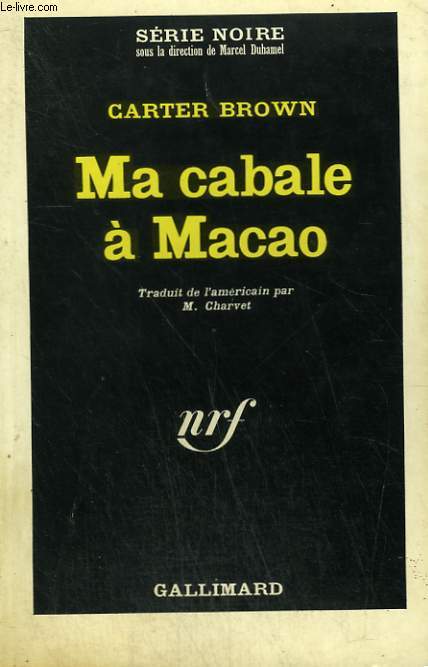 Le-livre.com
SÉRIE NOIRE
sous la direction de Marcel Duhamel
CARTER BROWN
Ma cabale
à Macao
Traduit de l'américain par
M. Charvet
nrf
GALLIMARD